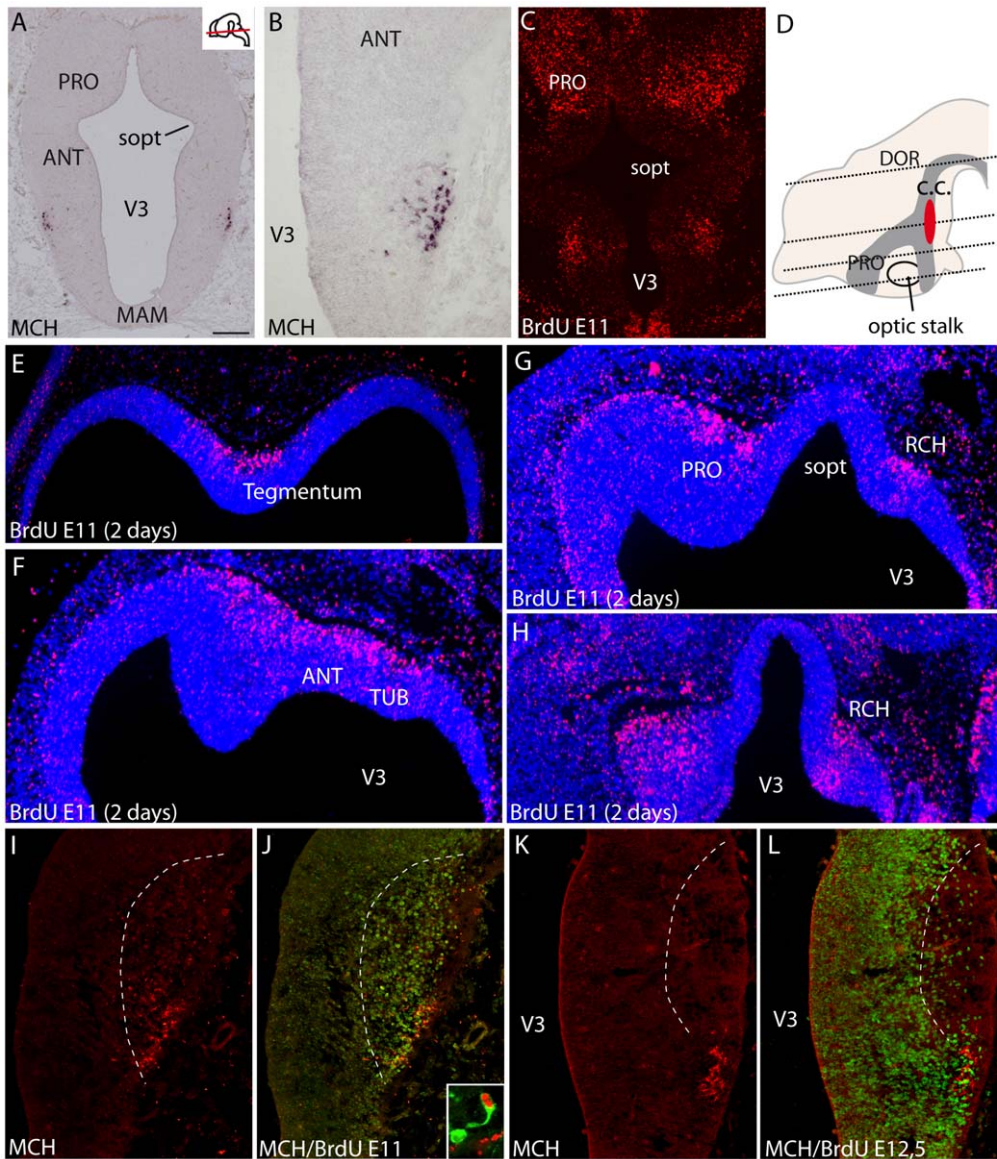 A
PRO
sopt
ANT
V3
MAM
MCH
B
ANT
V3
MCH
C
PRO
sopt
V3
BrdU E11
D
DOR
c.c.
PRO
optic stalk
E
Tegmentum
BrdU E11 (2 days)
F
ANT
TUB
V3
BrdU E11 (2 days)
G
PRO
sopt
RCH
V3
BrdU E11 (2 days)
H
RCH
V3
BrdU E11 (2 days)
I
MCH
J
MCH/BrdU E11
K
V3
MCH
L
V3
MCH/BrdU E12,5